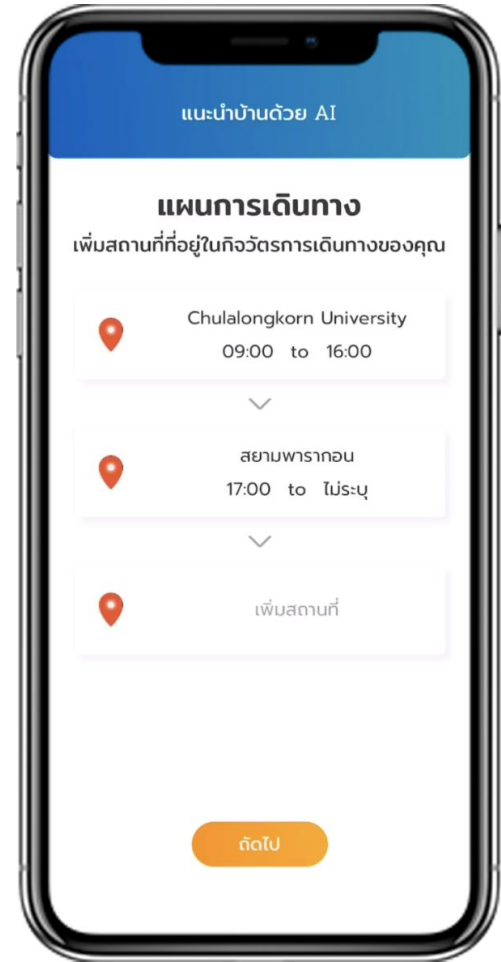 แนะนำบ้านด้วย AI
แผนการเดินทาง
เพิ่มสถานที่ที่อยู่ในกิจวัตรการเดินทางของคุณ
Chulalongkorn University
09:00 to 16:00
สยามพารากอน
17:00 to ไม่ระบุ
เพิ่มสถานที่
ถัดไป